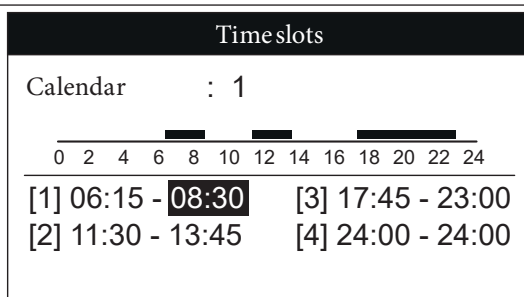 Time slots
Calendar : 1
0 2 4 6 8 10 12 14 16 18 20 22 24
[1] 06:15 - 08:30 [3] 17:45 - 23:00
[2] 11:30 - 13:45 [4] 24:00 - 24:00